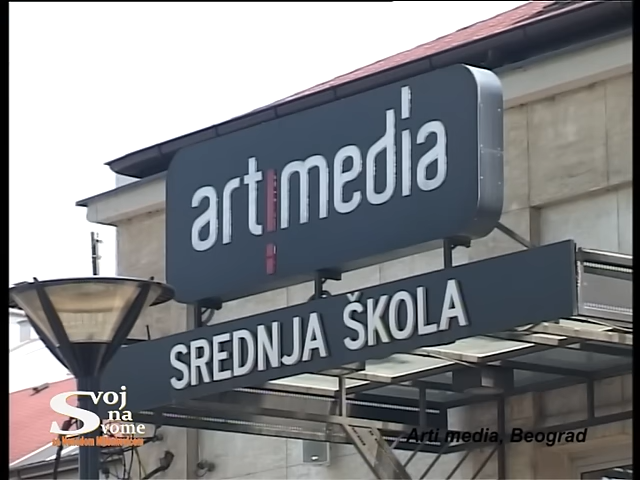 art media
SREDNJA ŠKOLA
Svoj
na
svome
Arti media, Beograd